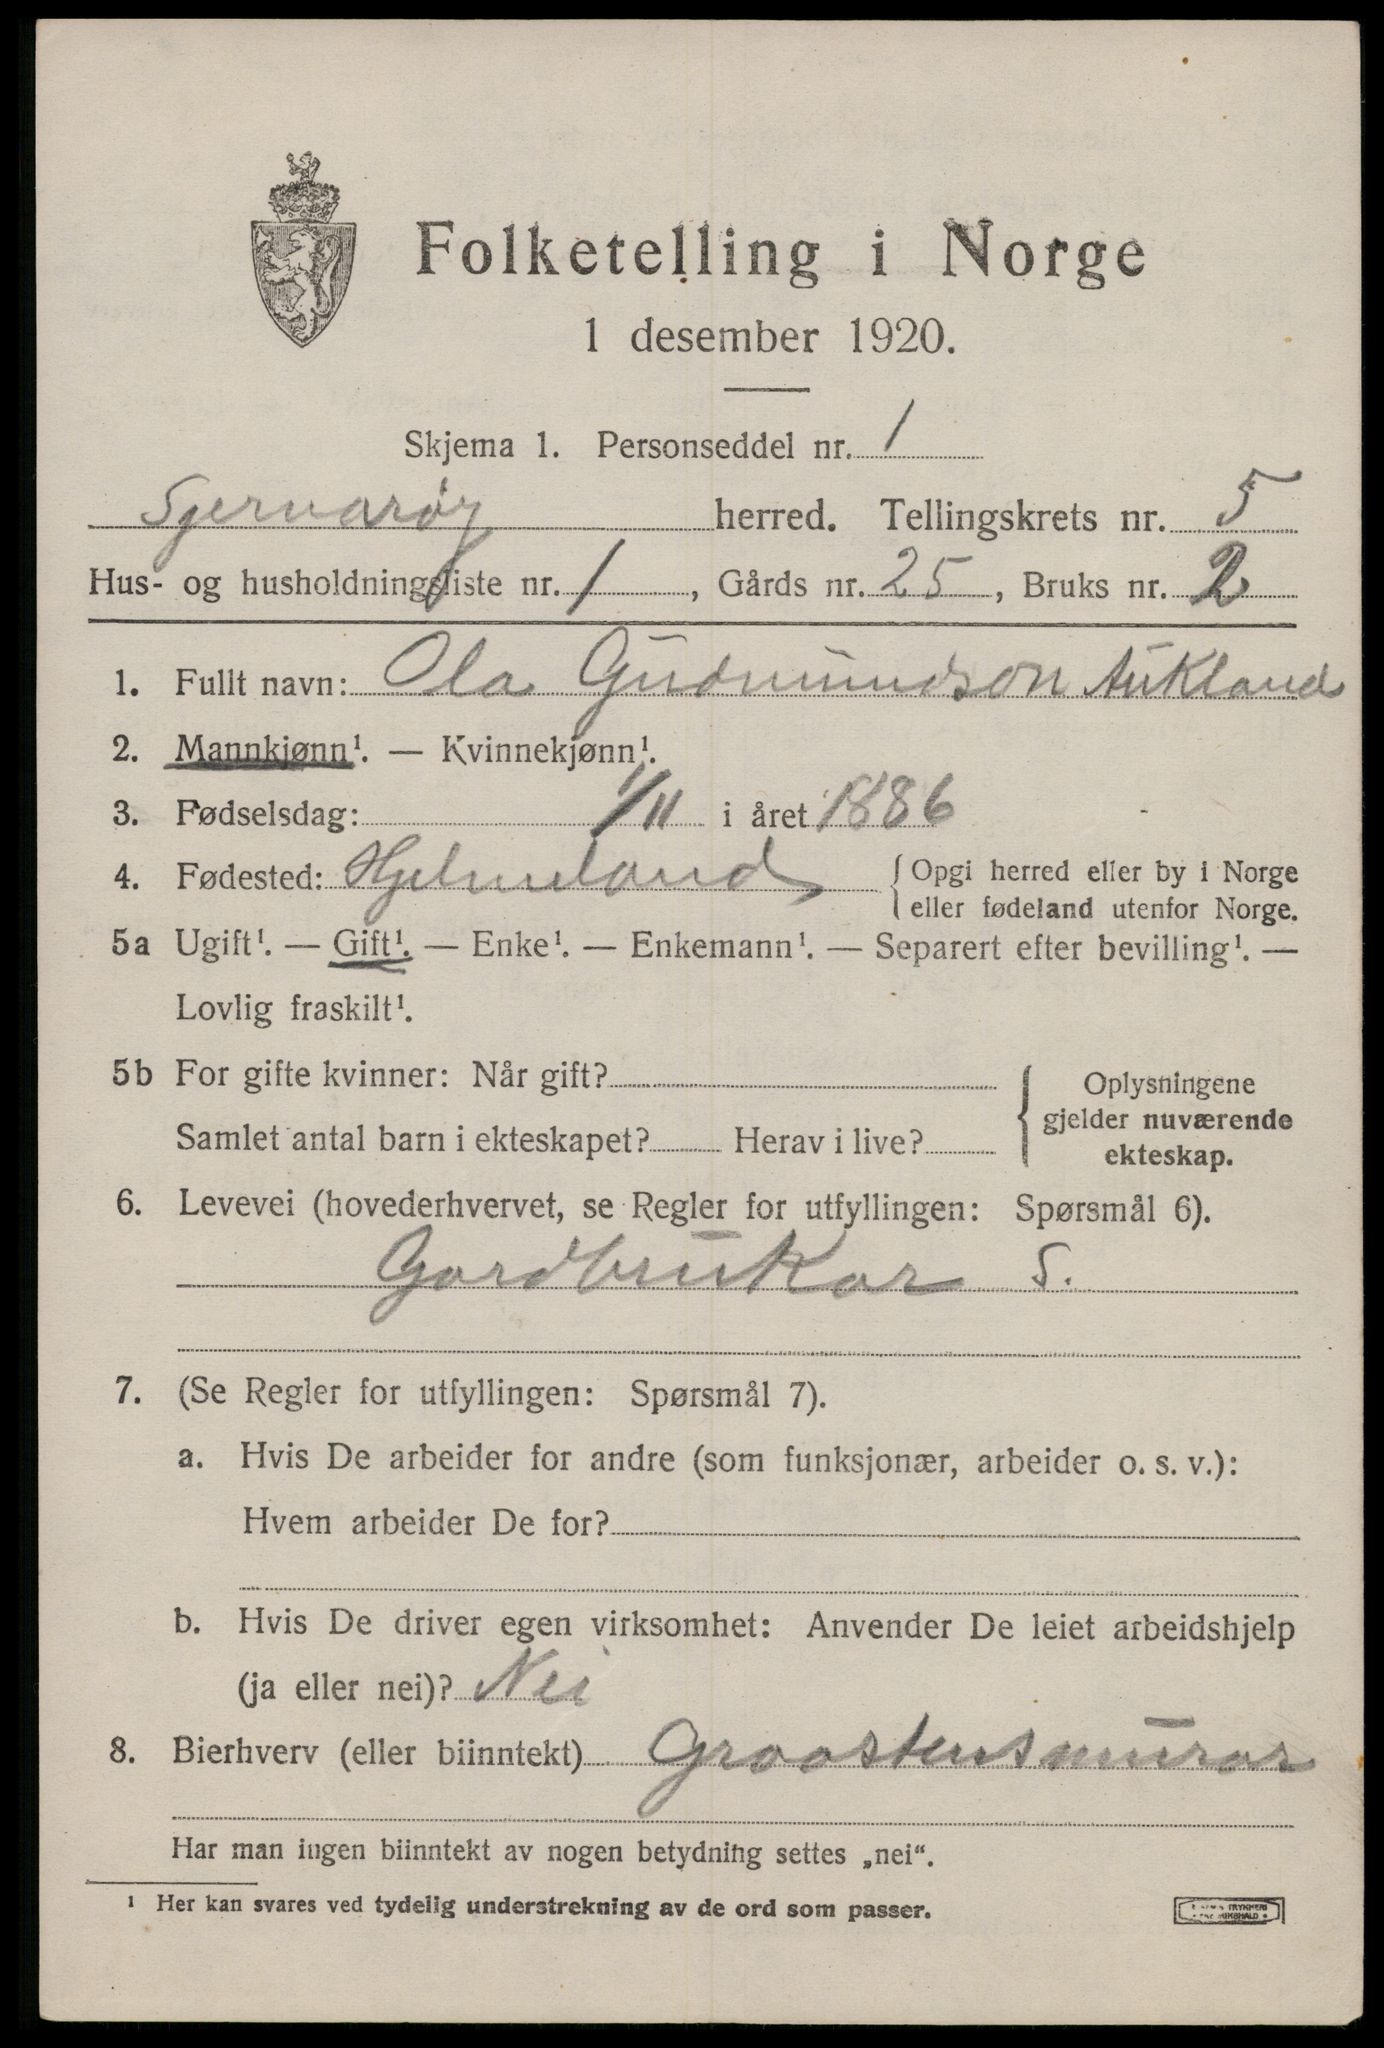 Folketelling i Norge
1 desember 1920.
Skjema 1. Personseddel nr. 1
Sjernarøy herred. Tellingskrets nr. 5
Hus- og husholdningsliste nr. 1, Gårds nr. 25, Bruks nr. 2
1. Fullt navn: Ola Gudmundson Aukland
2. Mannkjønn¹. — Kvinnekjønn¹.
3. Fødselsdag: 1/11 i året 1886
4. Fødested: Hjelmeland { Opgi herred eller by i Norge
eller fødeland utenfor Norge.
5a Ugift¹. — Gift¹. — Enke¹. — Enkemann¹. — Separert efter bevilling¹. —
Lovlig fraskilt¹.
5b For gifte kvinner: Når gift? { Oplysningene
gjelder nuværende
Samlet antal barn i ekteskapet? Herav i live?
ekteskap.
6. Levevei (hovederhvervet, se Regler for utfyllingen: Spørsmål 6).
Gardbrukar S.
7. (Se Regler for utfyllingen: Spørsmål 7).
a. Hvis De arbeider for andre (som funksjonær, arbeider o. s. v.):
Hvem arbeider De for?
b. Hvis De driver egen virksomhet: Anvender De leiet arbeidshjelp
(ja eller nei)? Nei
8. Bierhverv (eller biinntekt) Graastensmurar
Har man ingen biinntekt av nogen betydning settes „nei“.
¹ Her kan svares ved tydelig understrekning av de ord som passer.